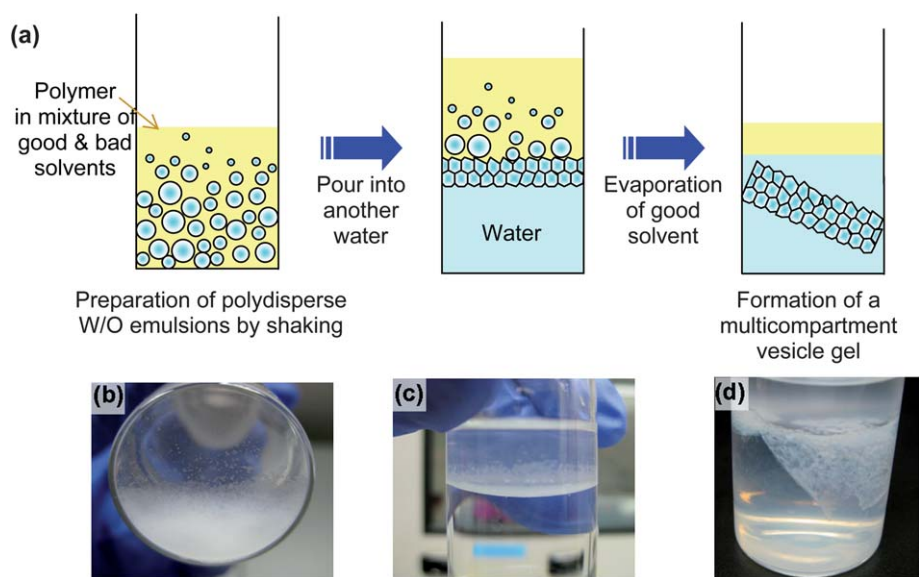 (a)
Polymer
in mixture of
good & bad
solvents
Pour into
another
water
Water
Evaporation
of good
solvent
Preparation of polydisperse
W/O emulsions by shaking
Formation of a
multicompartment
vesicle gel
(b)
(c)
(d)